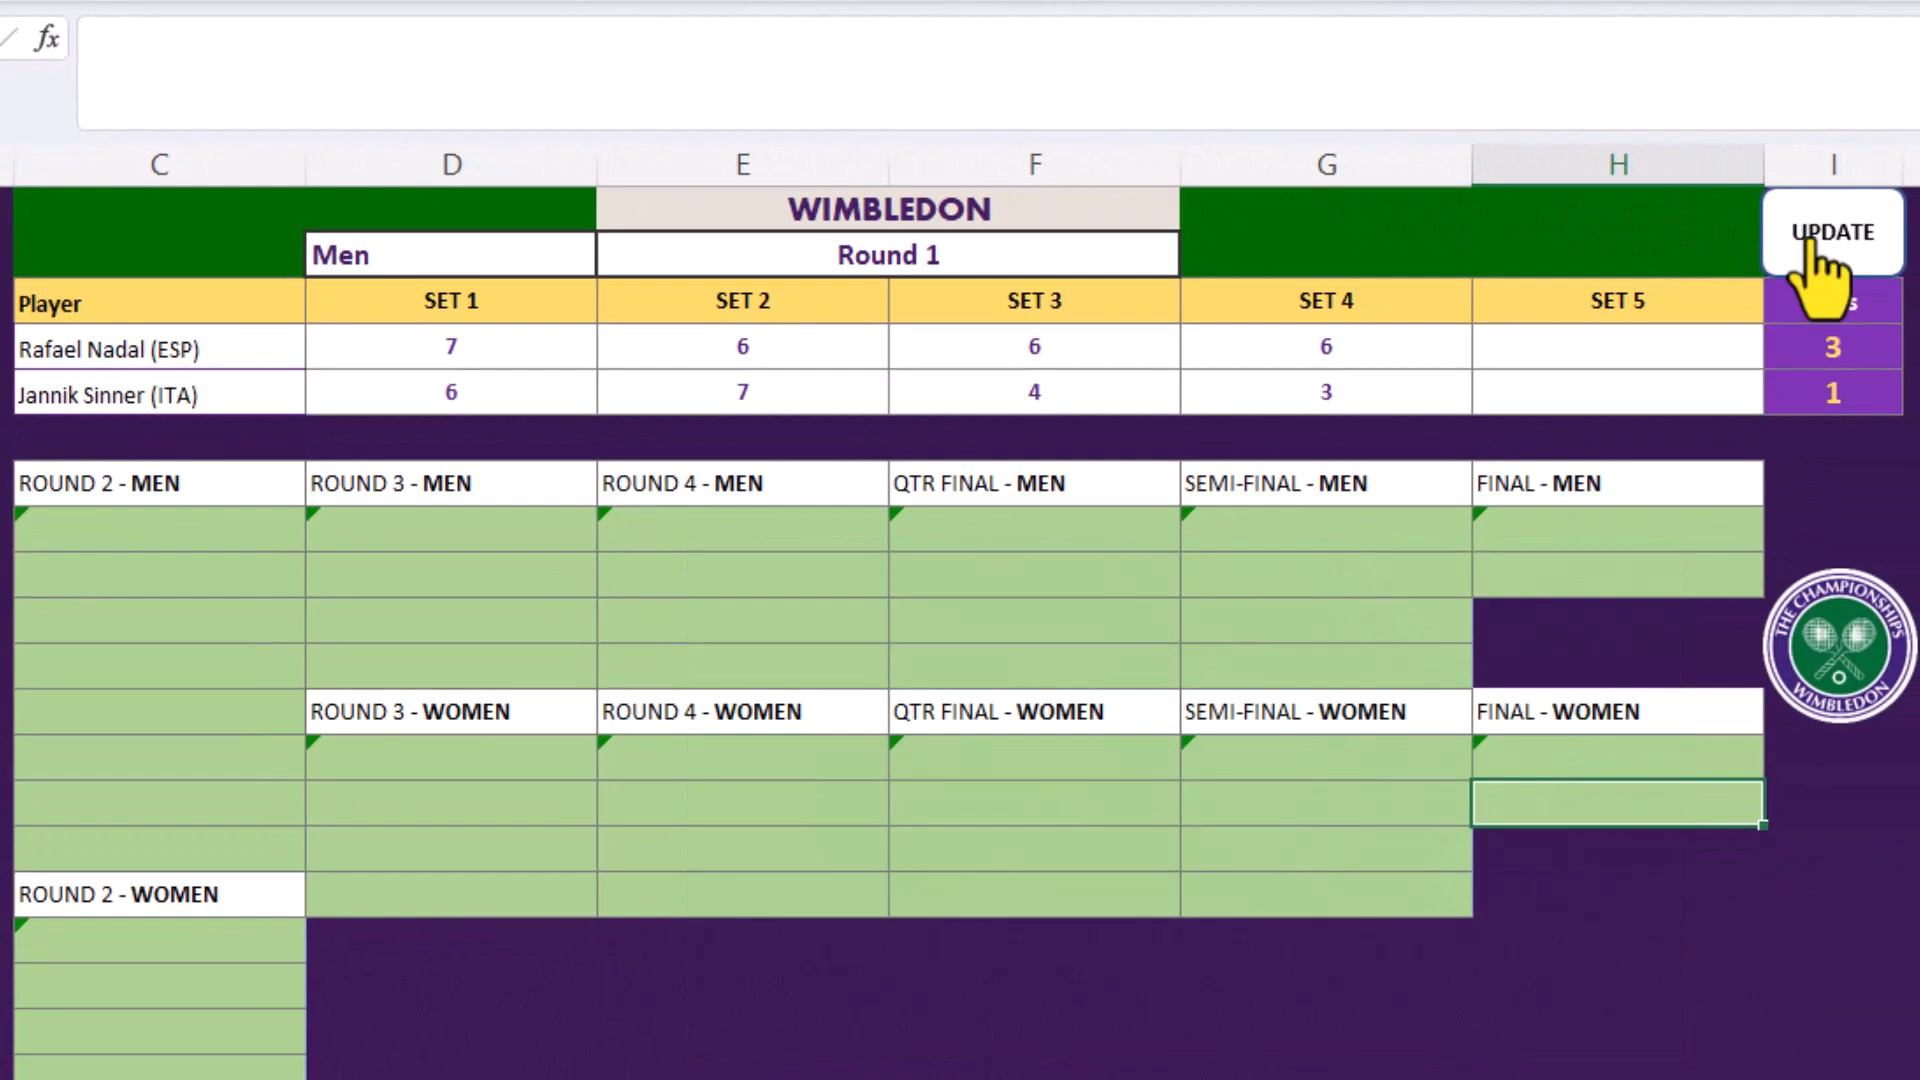 fx
C D E F G H I
WIMBLEDON
UPDATE
Men Round 1
Player SET 1 SET 2 SET 3 SET 4 SET 5
Rafael Nadal (ESP) 7 6 6 6 3
Jannik Sinner (ITA) 6 7 4 3 1
ROUND 2 - MEN ROUND 3 - MEN ROUND 4 - MEN QTR FINAL - MEN SEMI-FINAL - MEN FINAL - MEN
THE CHAMPIONSHIPS
WIMBLEDON
ROUND 3 - WOMEN ROUND 4 - WOMEN QTR FINAL - WOMEN SEMI-FINAL - WOMEN FINAL - WOMEN
ROUND 2 - WOMEN